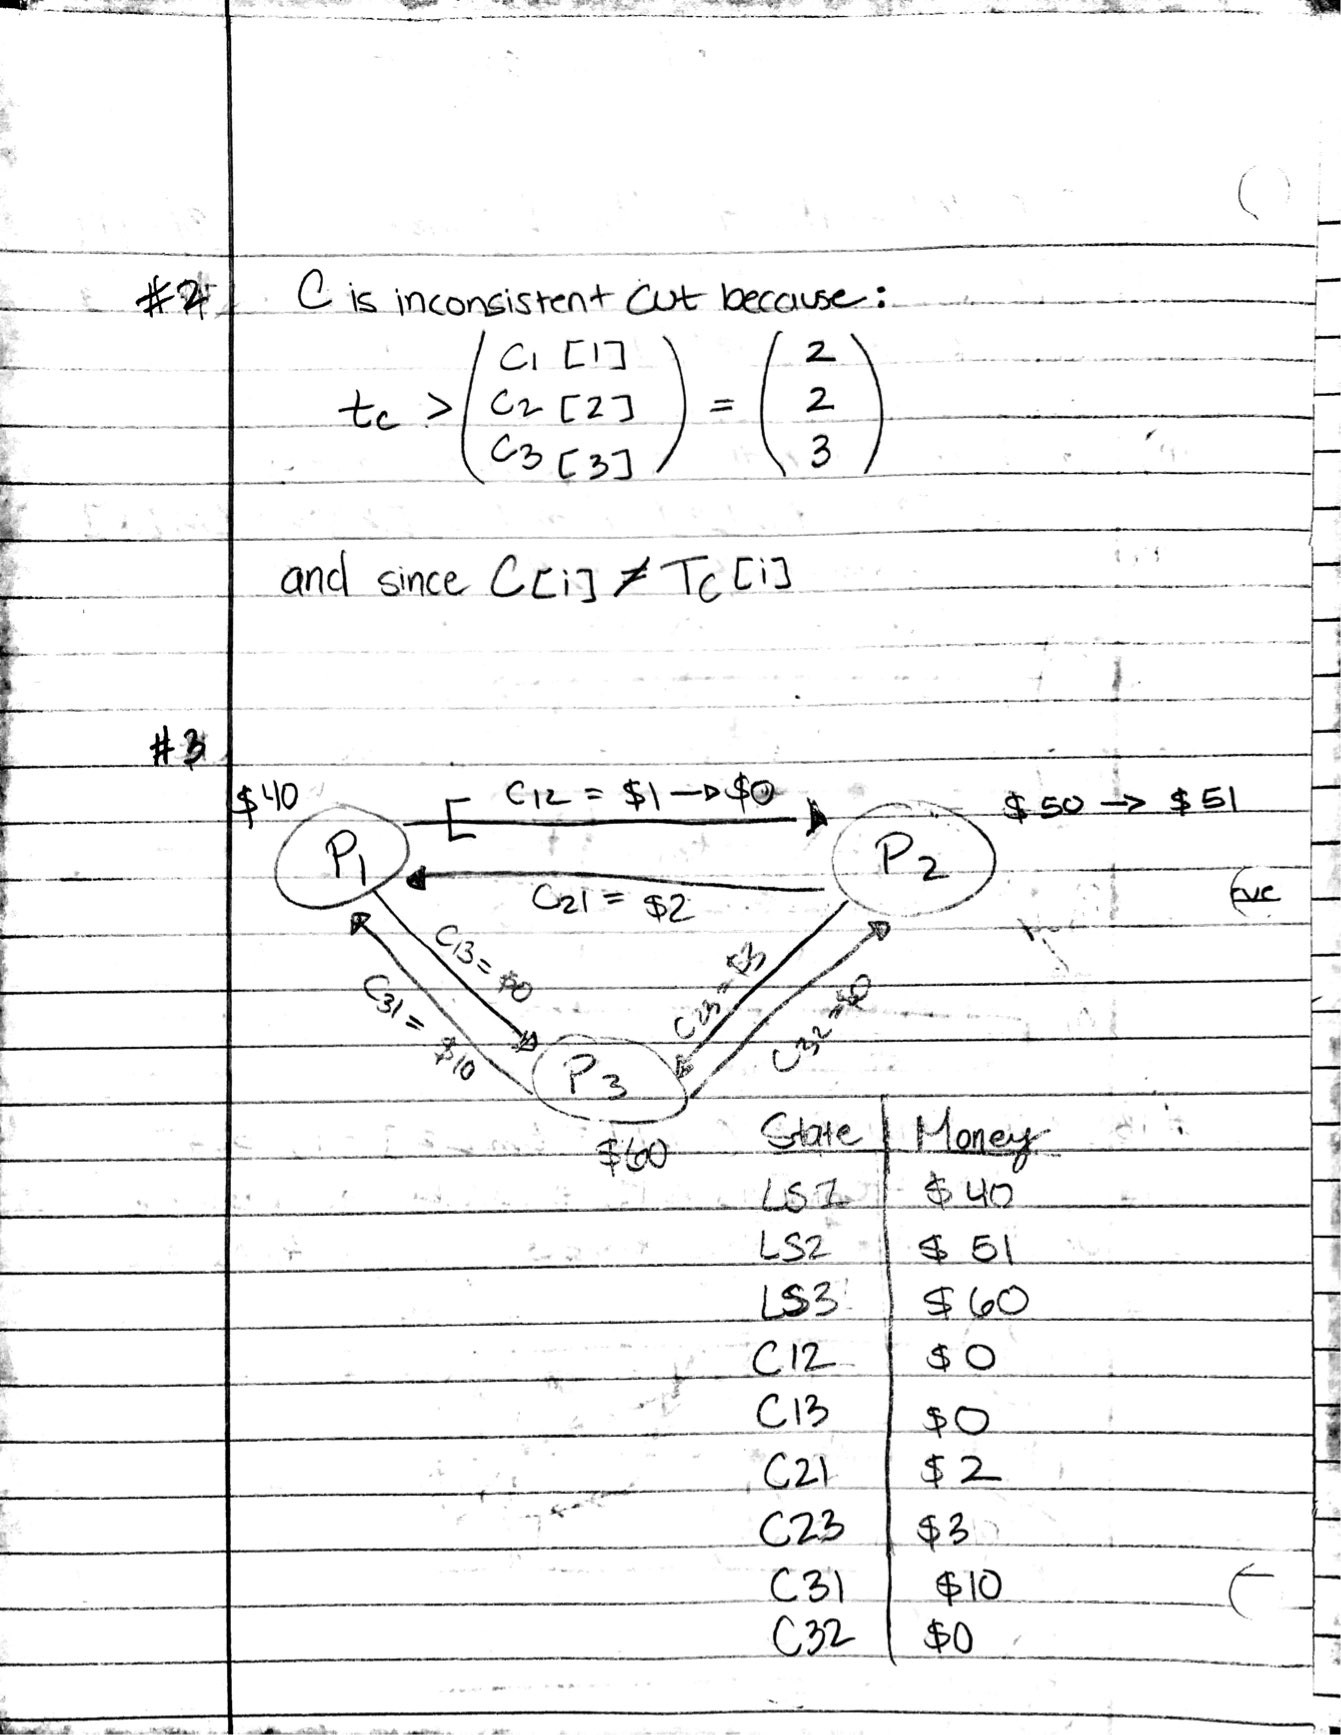 #2 C is inconsistent cut because:
tc > ( C1 [1] ) = ( 2 )
C2 [2] 2
C3 [3] 3
and since C[i] ≠ Tc [i]
#3
$40 C12 = $1 → $0 $50 → $51
P1 P2
C21 = $2
C13 = $0 C23 = $3
C31 = $10 C32 = $0
P3
$60
State | Money
LS1 | $ 40
LS2 | $ 51
LS3 | $ 60
C12 | $ 0
C13 | $0
C21 | $ 2
C23 | $3
C31 | $10
C32 | $0